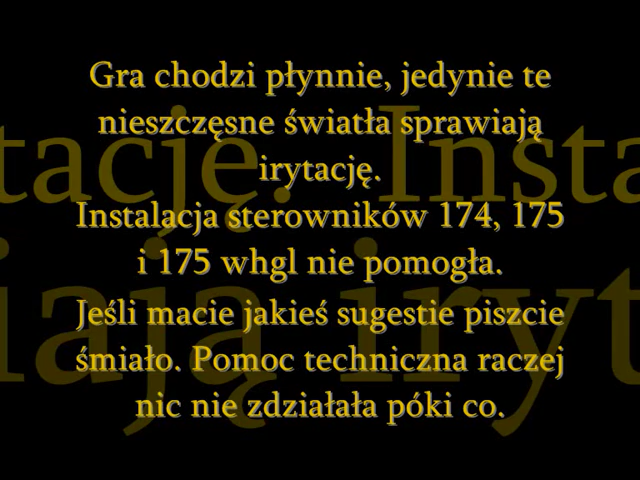 Gra chodzi płynnie, jedynie te
nieszczęsne światła sprawiają
irytację.
Instalacja sterowników 174, 175
i 175 whgl nie pomogła.
Jeśli macie jakieś sugestie piszcie
śmiało. Pomoc techniczna raczej
nic nie zdziałała póki co.